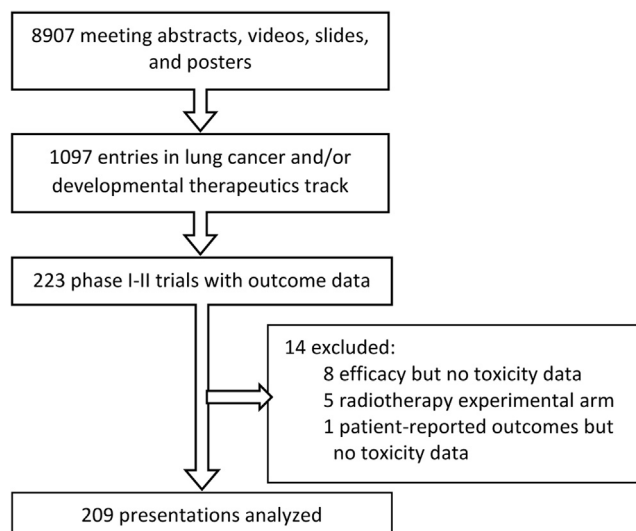 8907 meeting abstracts, videos, slides,
and posters
1097 entries in lung cancer and/or
developmental therapeutics track
223 phase I-II trials with outcome data
14 excluded:
8 efficacy but no toxicity data
5 radiotherapy experimental arm
1 patient-reported outcomes but
no toxicity data
209 presentations analyzed